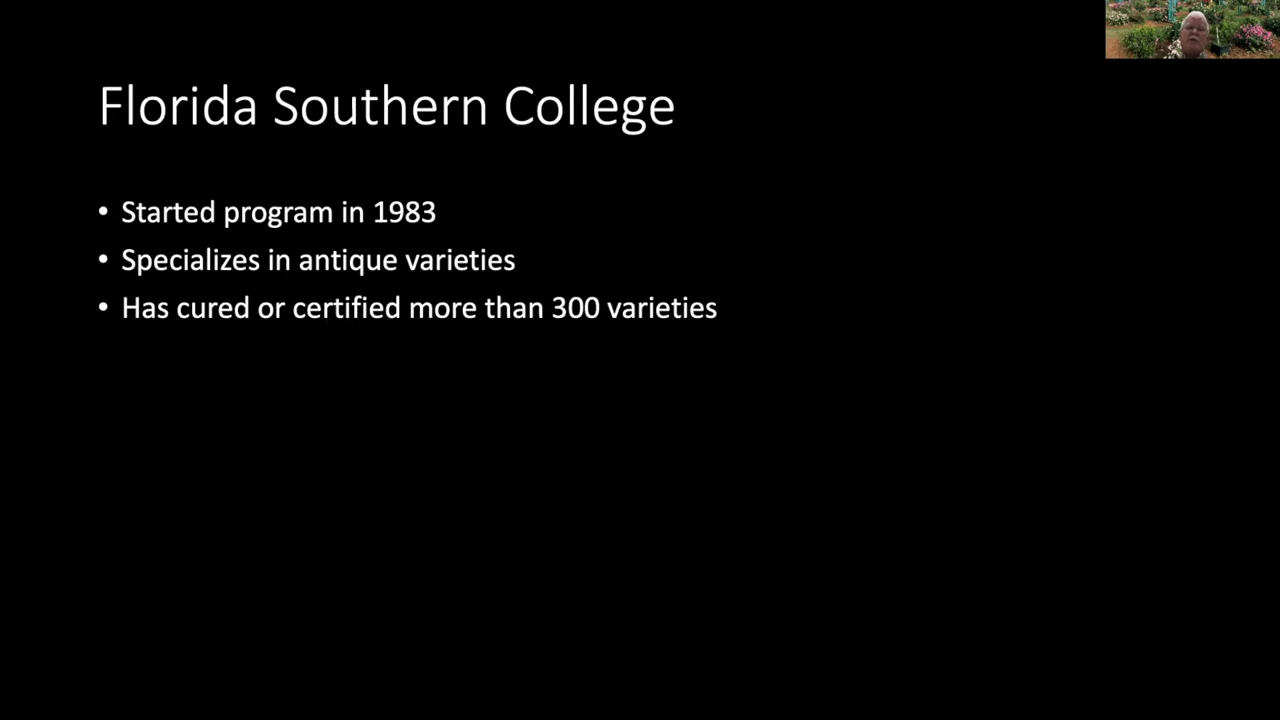 Florida Southern College
• Started program in 1983
• Specializes in antique varieties
• Has cured or certified more than 300 varieties